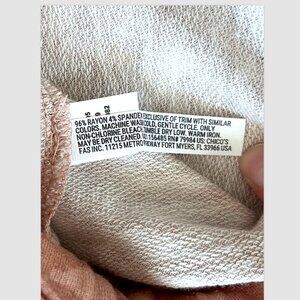 96% RAYON 4% SPANDEX EXCLUSIVE OF TRIM WITH SIMILAR
COLORS. MACHINE WASH COLD, GENTLE CYCLE. ONLY
NON-CHLORINE BLEACH TUMBLE DRY LOW. WARM IRON.
MAY BE DRY CLEANED. W 156485 RN# 79984 US: CHICO'S
FAS INC. 11215 METRO PKWAY FORT MYERS, FL 33966 USA